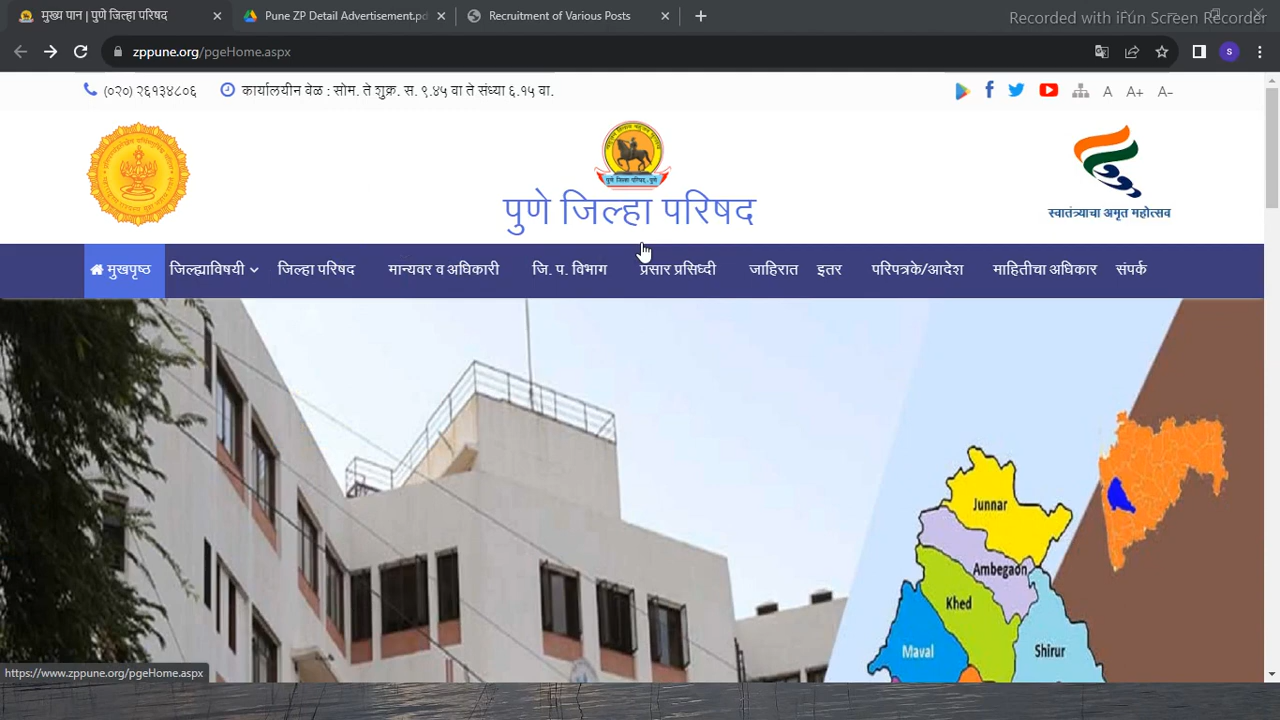 मुख्य पान | पुणे जिल्हा परिषद
Pune ZP Detail Advertisement.pd
Recruitment of Various Posts
Recorded with iFun Screen Recorder
zppune.org/pgeHome.aspx
S
(०२०) २६१३४८०६
कार्यालयीन वेळ : सोम. ते शुक्र. स. ९.४५ वा ते संध्या ६.१५ वा.
A A+ A-
पुणे जिल्हा परिषद-पुणे
पुणे जिल्हा परिषद
स्वातंत्र्याचा अमृत महोत्सव
मुखपृष्ठ जिल्ह्याविषयी जिल्हा परिषद मान्यवर व अधिकारी जि. प. विभाग प्रसार प्रसिध्दी जाहिरात इतर परिपत्रके/आदेश माहितीचा अधिकार संपर्क
Junnar
Ambegaon
Khed
Maval
Shirur
https://www.zppune.org/pgeHome.aspx